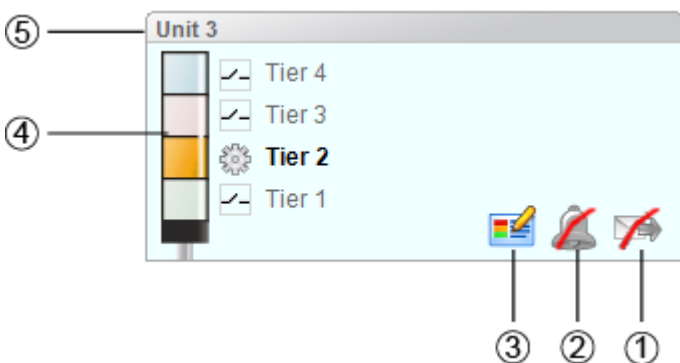 ⑤ Unit 3
Tier 4
④ Tier 3
Tier 2
Tier 1
③ ② ①